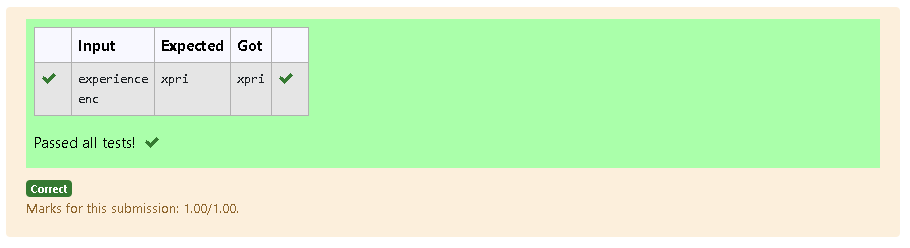 Input Expected Got
experience xpri xpri
enc
Passed all tests!
Correct
Marks for this submission: 1.00/1.00.